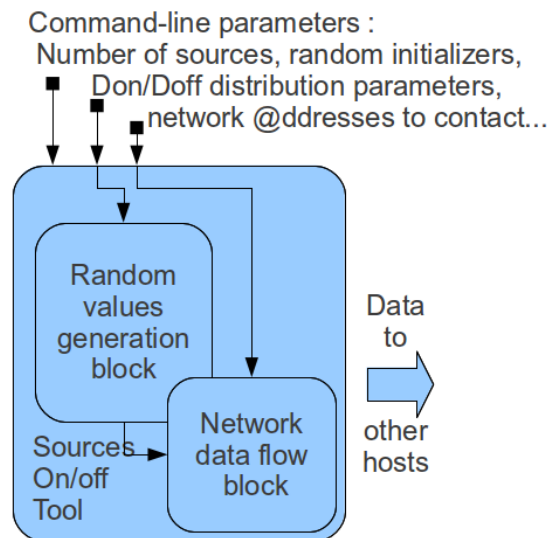 Command-line parameters :
Number of sources, random initializers,
Don/Doff distribution parameters,
network @ddresses to contact...
Random
values
generation
block
Data
to
other
hosts
Network
data flow
block
Sources
On/off
Tool